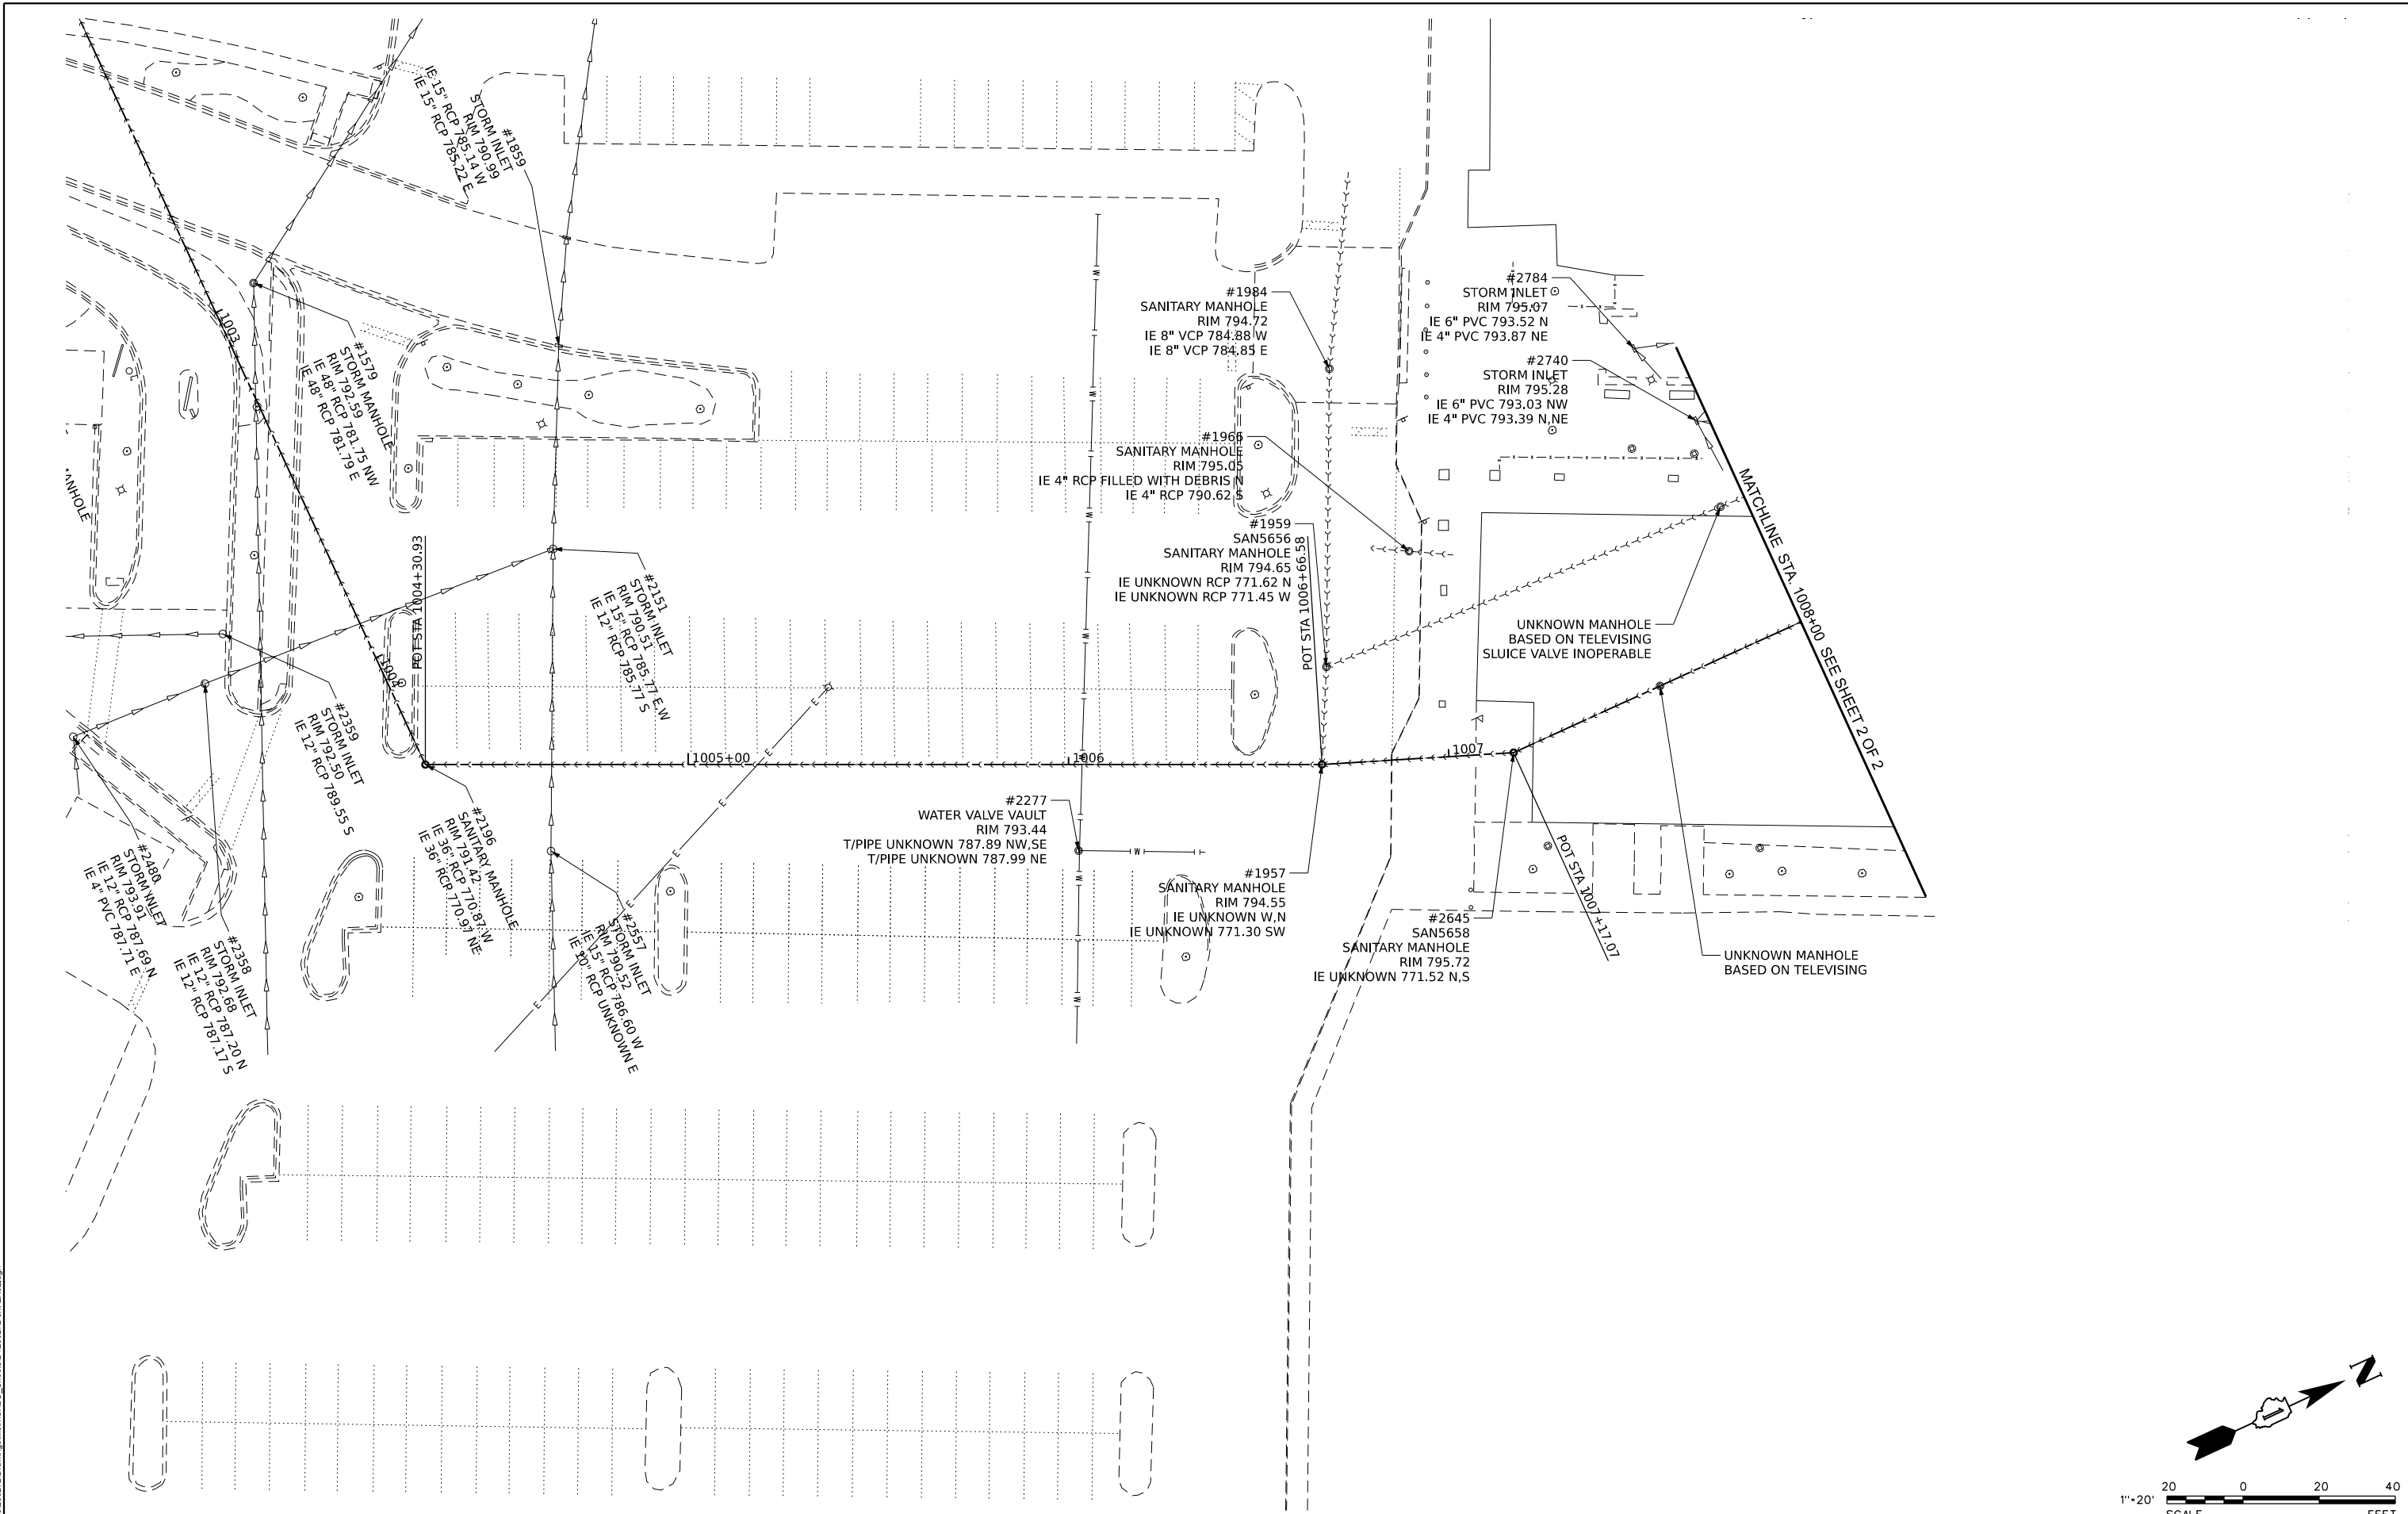 #1859
STORM INLET
RIM 790.99
IE 15" RCP 785.14 W
IE 15" RCP 785.22 E
1003
#1579
STORM MANHOLE
RIM 792.59
IE 48" RCP 781.75 NW
IE 48" RCP 781.79 E
MANHOLE
#1984
SANITARY MANHOLE
RIM 794.72
IE 8" VCP 784.88 W
IE 8" VCP 784.85 E
#2784
STORM INLET
RIM 795.07
IE 6" PVC 793.52 N
IE 4" PVC 793.87 NE
#2740
STORM INLET
RIM 795.28
IE 6" PVC 793.03 NW
IE 4" PVC 793.39 N,NE
#1966
SANITARY MANHOLE
RIM 795.05
IE 4" RCP FILLED WITH DEBRIS N
IE 4" RCP 790.62 S
#1959
SAN5656
SANITARY MANHOLE
RIM 794.65
IE UNKNOWN RCP 771.62 N
IE UNKNOWN RCP 771.45 W
POT STA 1004+30.93
POT STA 1006+66.58
MATCHLINE STA. 1008+00 SEE SHEET 2 OF 2
UNKNOWN MANHOLE
BASED ON TELEVISING
SLUICE VALVE INOPERABLE
#2151
STORM INLET
RIM 790.51
IE 15" RCP 785.77 E,W
IE 12" RCP 785.77 S
1004
#2359
STORM INLET
RIM 792.50
IE 12" RCP 789.55 S
1005+00
1006
1007
#2196
SANITARY MANHOLE
RIM 791.42
IE 36" RCP 770.87 W
IE 36" RCP 770.97 NE
#2277
WATER VALVE VAULT
RIM 793.44
T/PIPE UNKNOWN 787.89 NW,SE
T/PIPE UNKNOWN 787.99 NE
#2480
STORM INLET
RIM 793.91
IE 12" RCP 787.69 N
IE 4" PVC 787.71 E
#2358
STORM INLET
RIM 792.68
IE 12" RCP 787.20 N
IE 12" RCP 787.17 S
#2557
STORM INLET
RIM 790.52
IE 15" RCP 786.60 W
IE 10" RCP UNKNOWN E
#1957
SANITARY MANHOLE
RIM 794.55
IE UNKNOWN W,N
IE UNKNOWN 771.30 SW
#2645
SAN5658
SANITARY MANHOLE
RIM 795.72
IE UNKNOWN 771.52 N,S
POT STA 1007+17.07
UNKNOWN MANHOLE
BASED ON TELEVISING
N
20 0 20 40
1"=20'
SCALE FEET